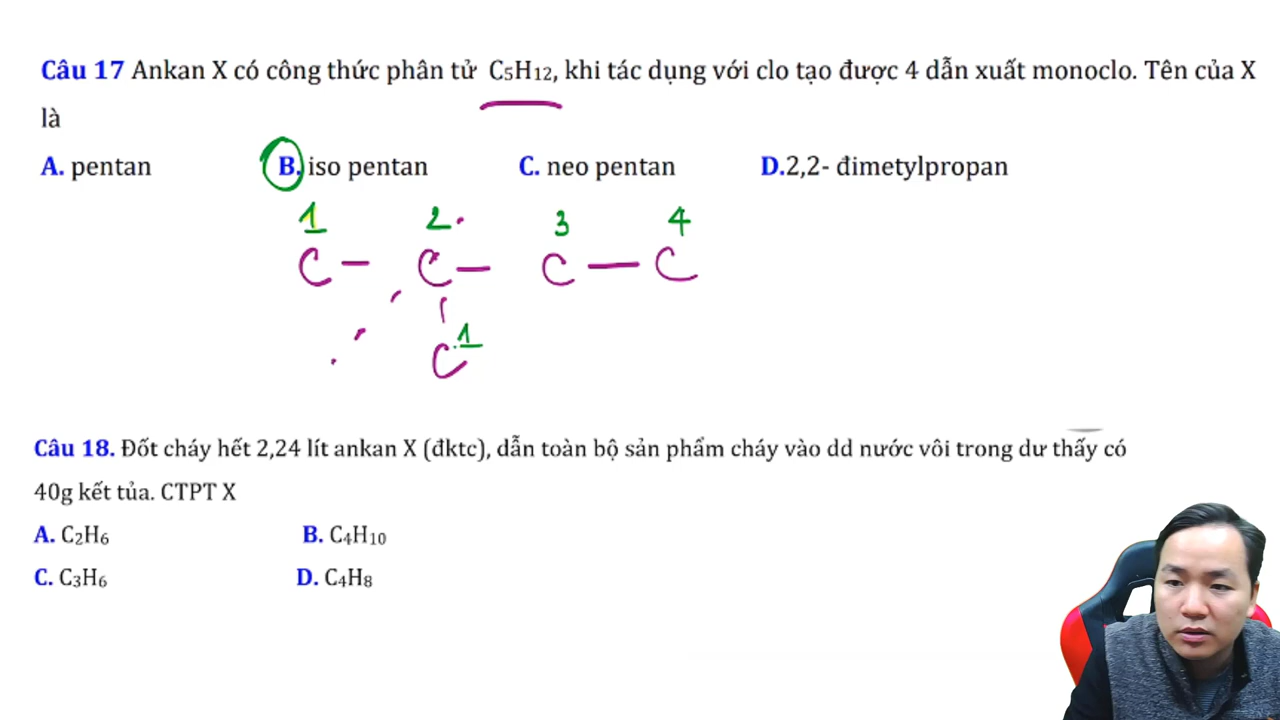 Câu 17 Ankan X có công thức phân tử C₅H₁₂, khi tác dụng với clo tạo được 4 dẫn xuất monoclo. Tên của X
là
A. pentan B. iso pentan C. neo pentan D.2,2- đimetylpropan
1 2 3 4
C - C - C - C
C 1
Câu 18. Đốt cháy hết 2,24 lít ankan X (đktc), dẫn toàn bộ sản phẩm cháy vào dd nước vôi trong dư thấy có
40g kết tủa. CTPT X
A. C₂H₆ B. C₄H₁₀
C. C₃H₆ D. C₄H₈